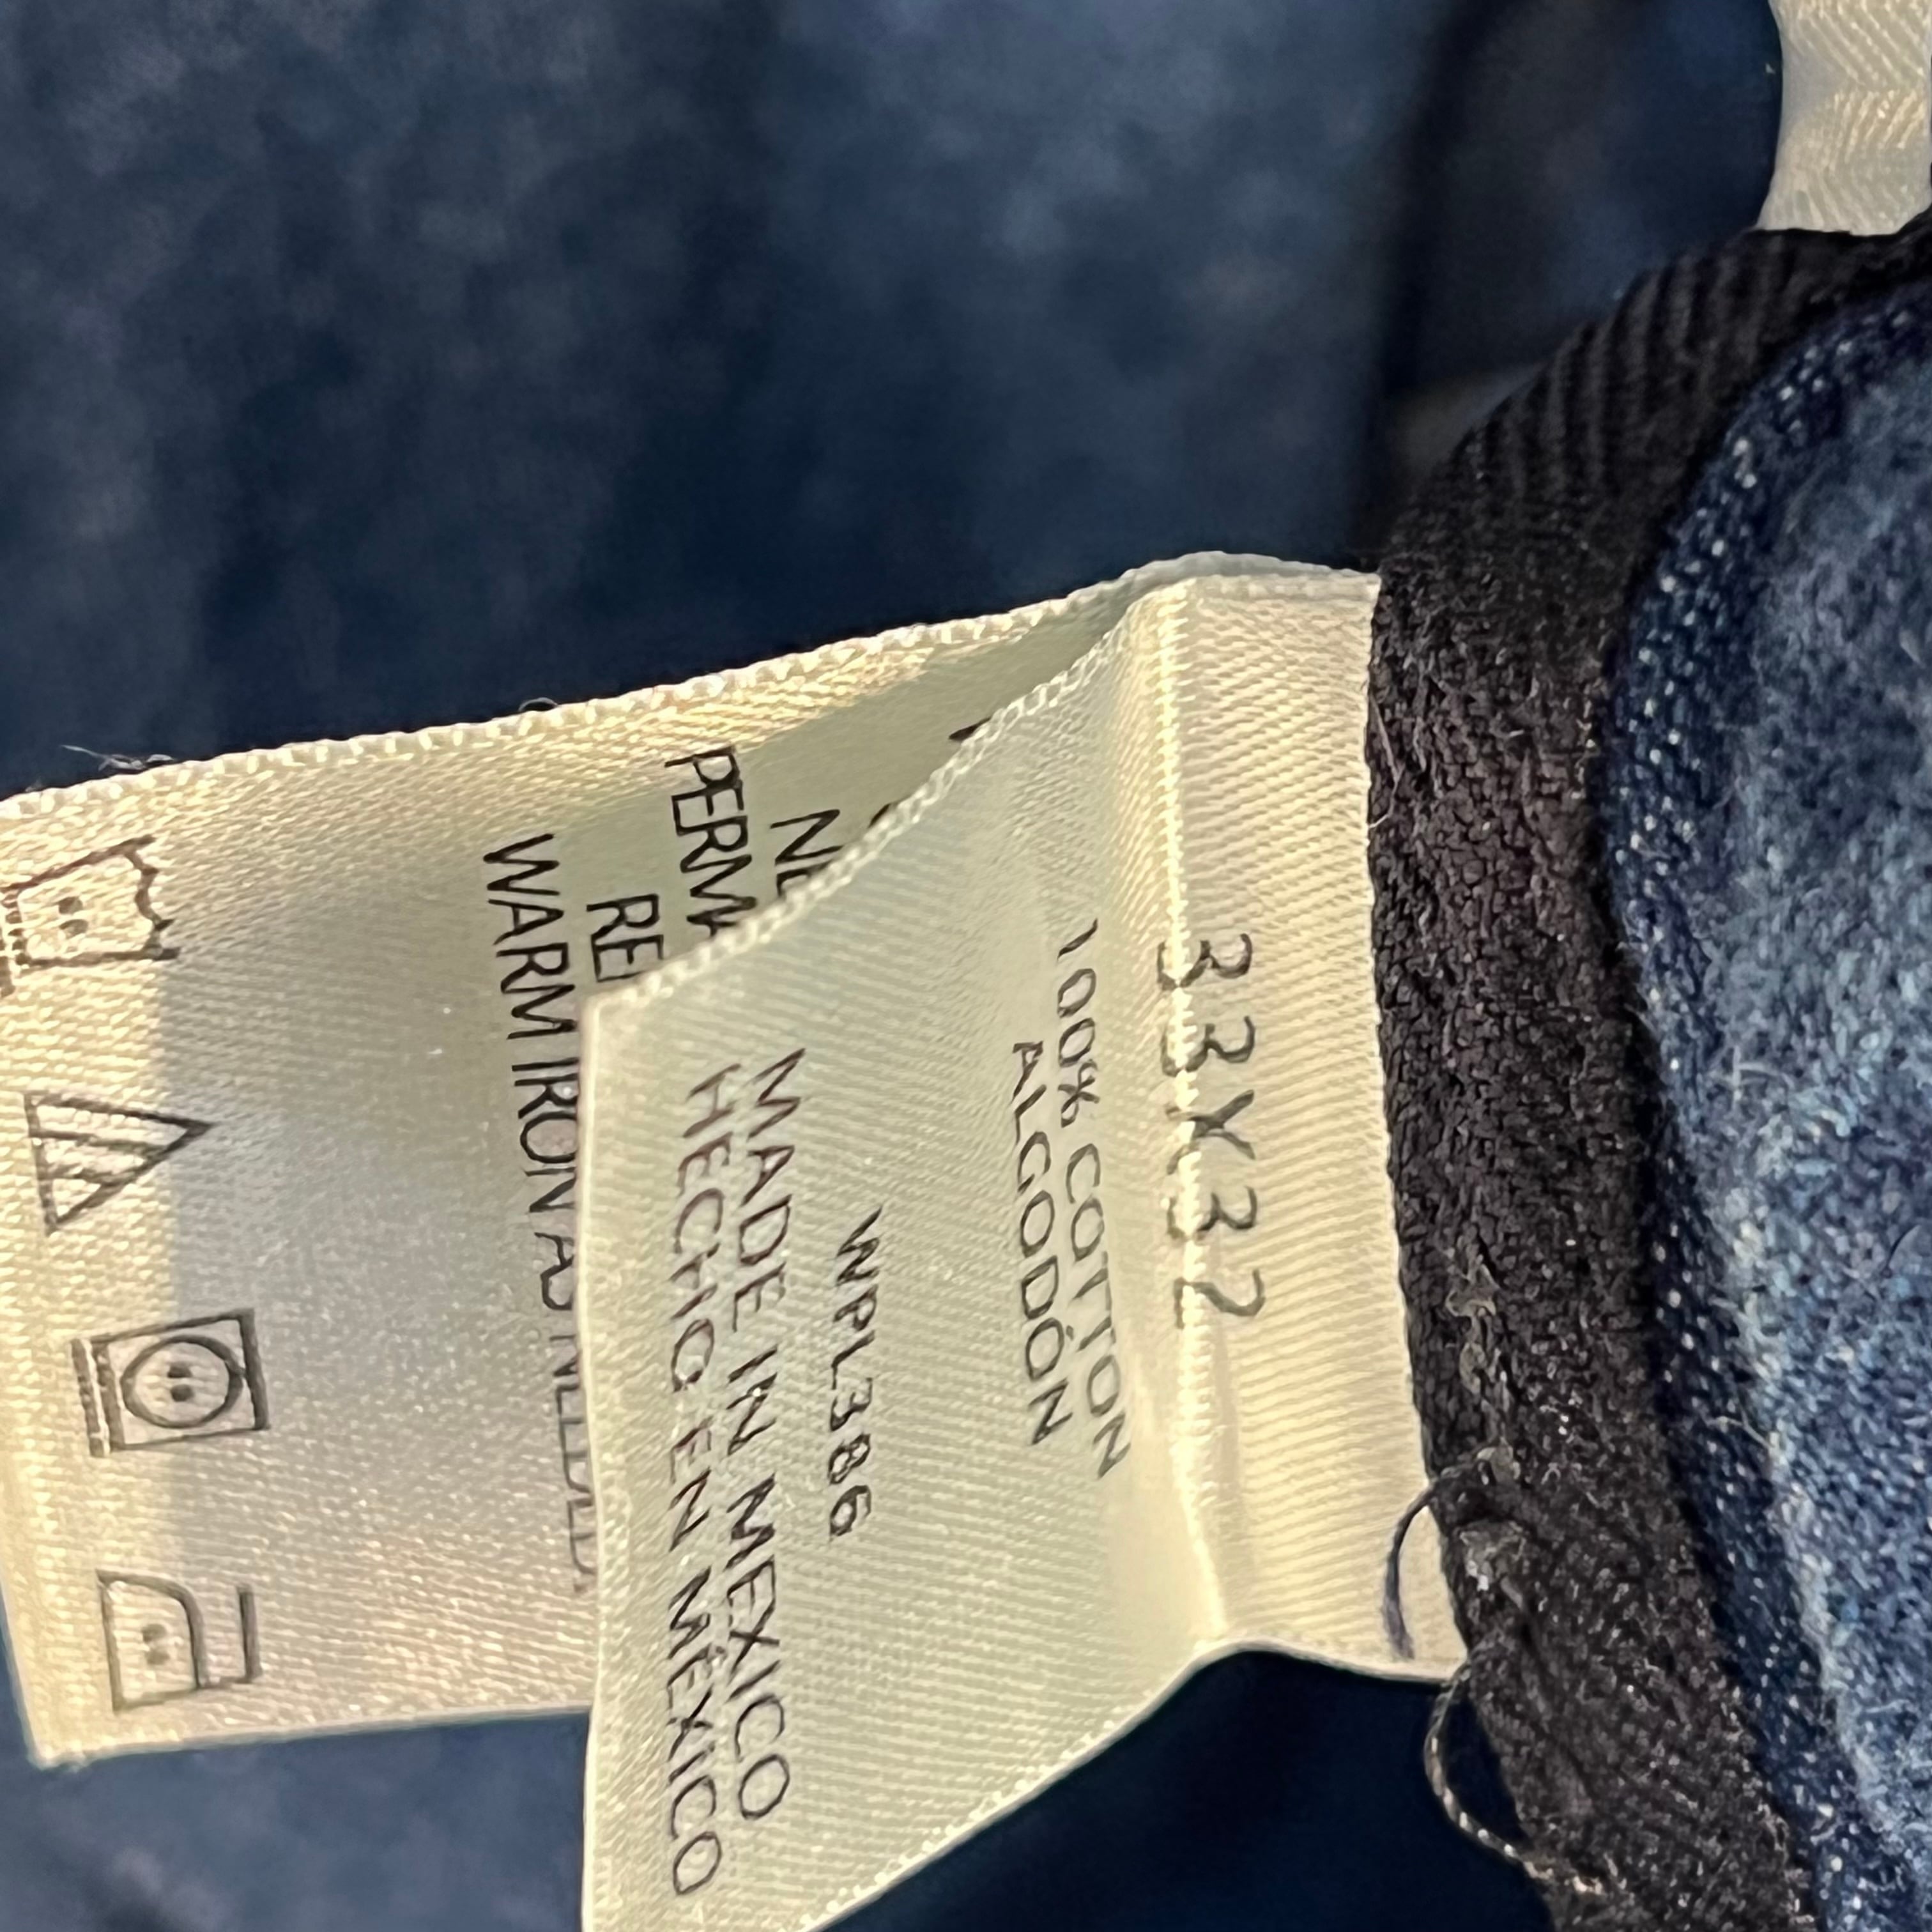 33X32
100% COTTON
ALGODÓN
WPL386
MADE IN MEXICO
HECHO EN MÉXICO
WARM IRON AS NEEDED